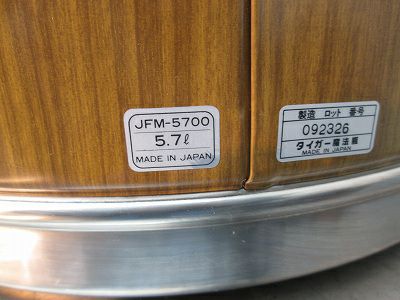 JFM-5700
5.7ℓ
MADE IN JAPAN
製造 ロット 番号
092326
タイガー魔法瓶
MADE IN JAPAN